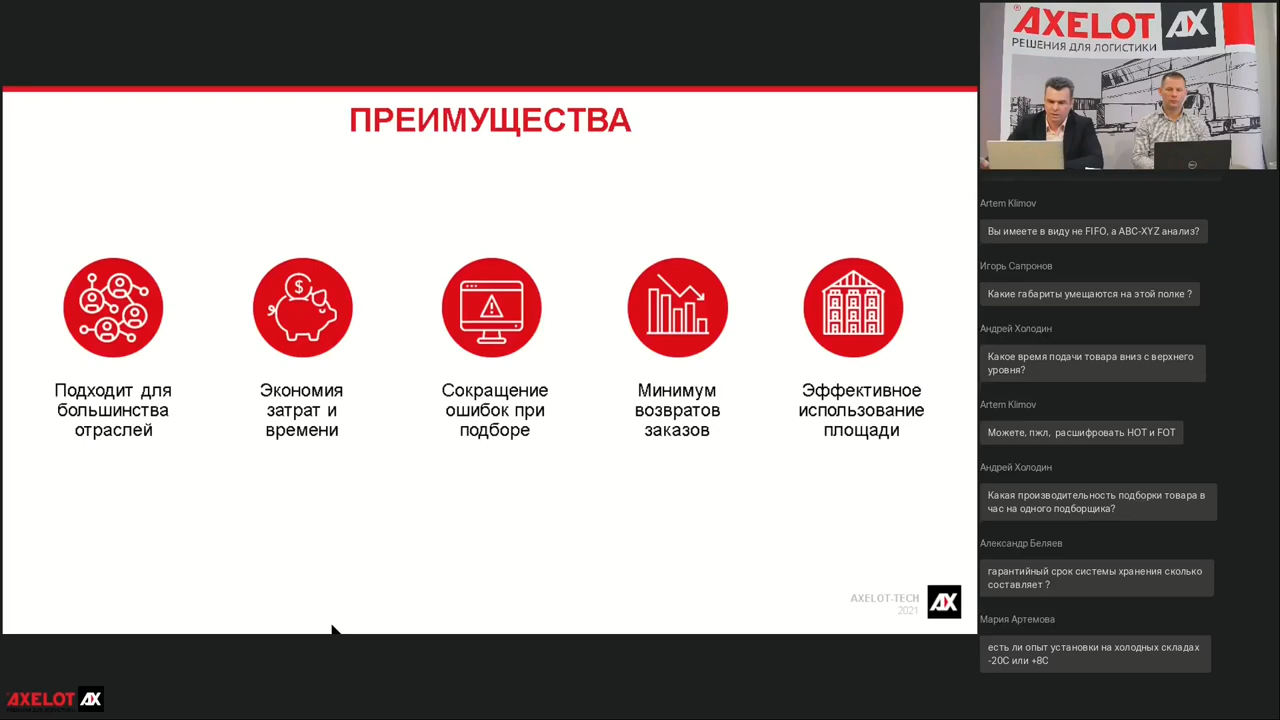 ПРЕИМУЩЕСТВА
Подходит для
большинства
отраслей
Экономия
затрат и
времени
Сокращение
ошибок при
подборе
Минимум
возвратов
заказов
Эффективное
использование
площади
AXELOT-TECH
2021
AXELOT
AXELOT
РЕШЕНИЯ ДЛЯ ЛОГИСТИКИ
Artem Klimov
Вы имеете в виду не FIFO, а ABC-XYZ анализ?
Игорь Сапронов
Какие габариты умещаются на этой полке ?
Андрей Холодин
Какое время подачи товара вниз с верхнего
уровня?
Artem Klimov
Можете, пжл, расшифровать HOT и FOT
Андрей Холодин
Какая производительность подборки товара в
час на одного подборщика?
Александр Беляев
гарантийный срок системы хранения сколько
составляет ?
Мария Артемова
есть ли опыт установки на холодных складах
-20С или +8С